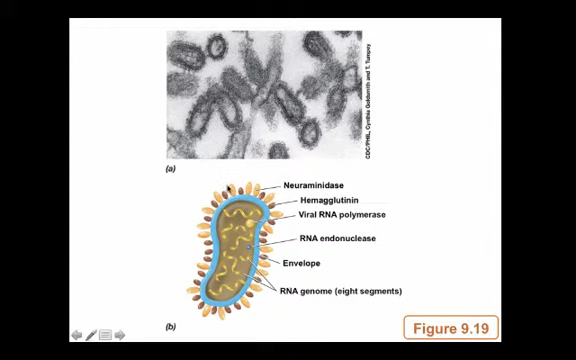 CDC/PHIL, Cynthia Goldsmith and T. Tumpey
(a)
Neuraminidase
Hemagglutinin
Viral RNA polymerase
RNA endonuclease
Envelope
RNA genome (eight segments)
(b)
Figure 9.19